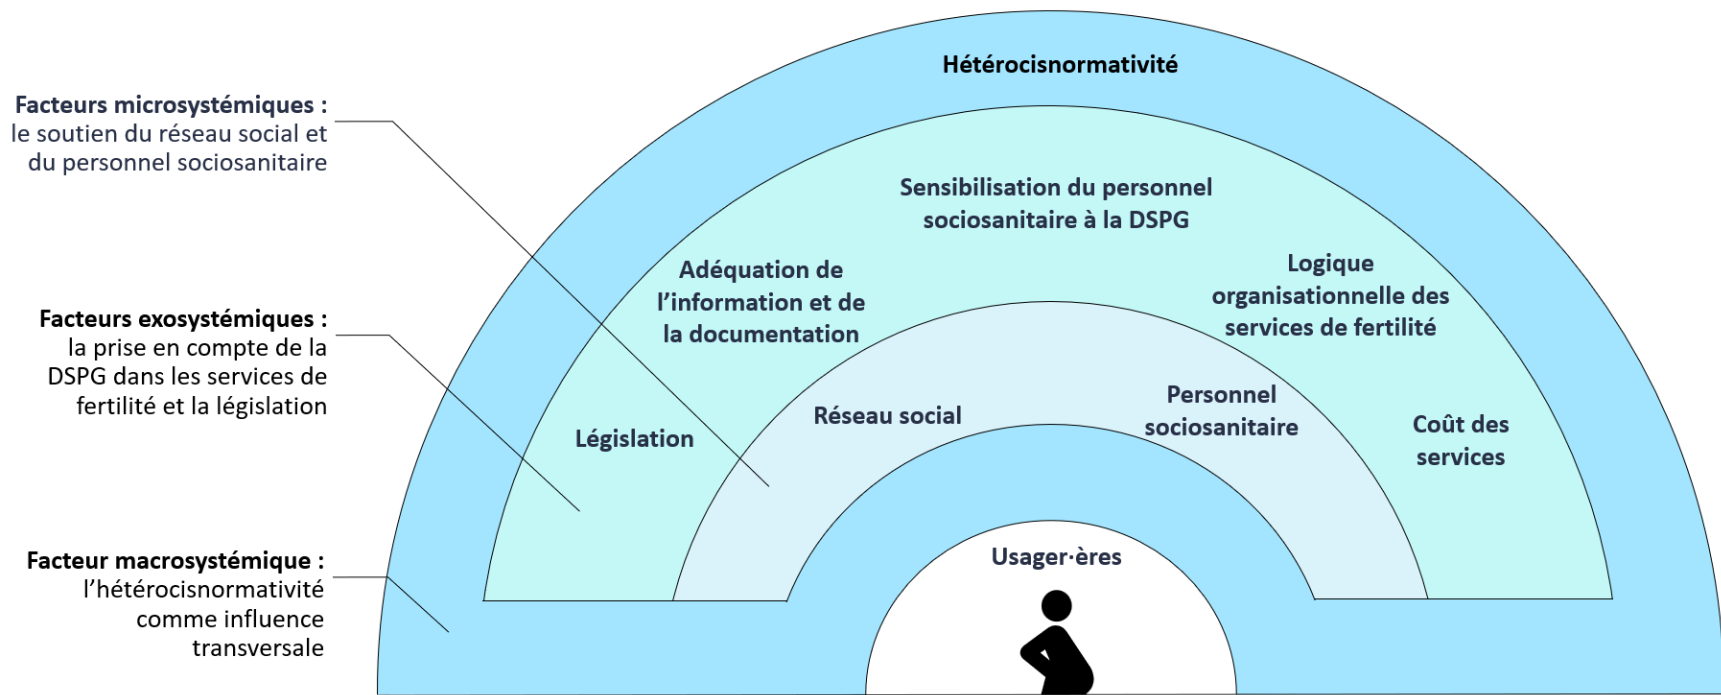 Hétérocisnormativité
Facteurs microsystémiques :
le soutien du réseau social et
du personnel sociosanitaire
Sensibilisation du personnel
sociosanitaire à la DSPG
Adéquation de
l'information et de
la documentation
Logique
organisationnelle des
services de fertilité
Facteurs exosystémiques :
la prise en compte de la
DSPG dans les services de
fertilité et la législation
Législation
Réseau social
Personnel
sociosanitaire
Coût des
services
Facteur macrosystémique :
l'hétérocisnormativité
comme influence
transversale
Usager·ères